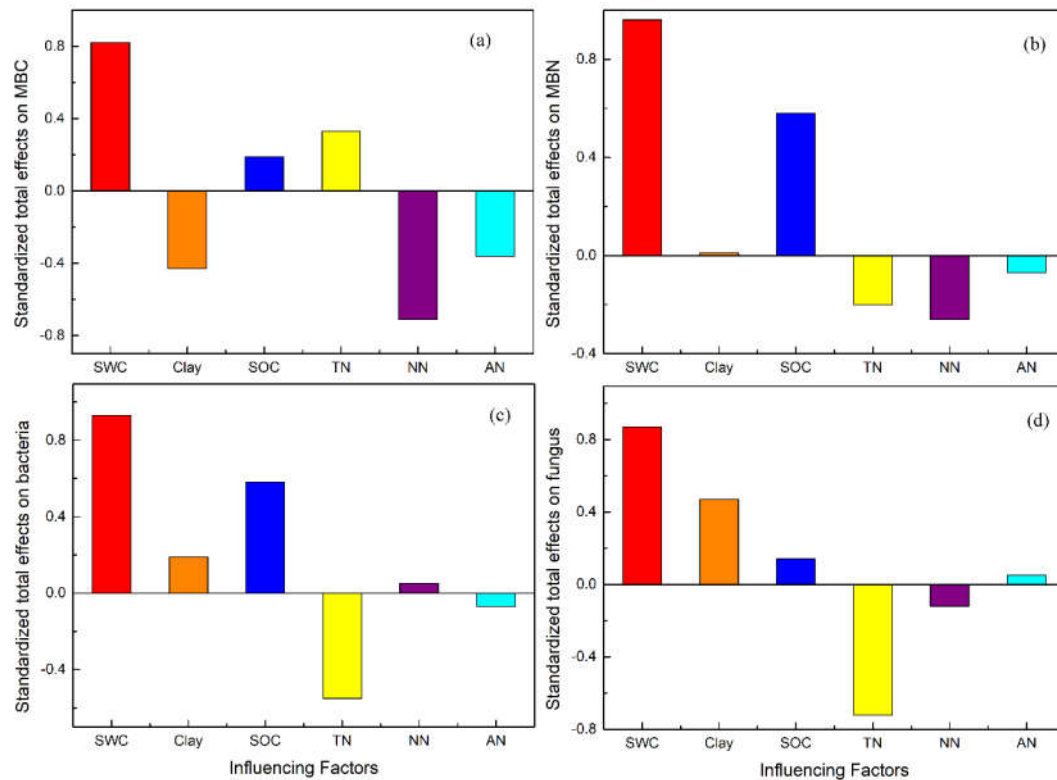 Standardized total effects on MBC
0.8
0.4
0.0
-0.4
-0.8
(a)
SWC Clay SOC TN NN AN
Standardized total effects on MBN
0.8
0.4
0.0
-0.4
(b)
SWC Clay SOC TN NN AN
Standardized total effects on bacteria
0.8
0.4
0.0
-0.4
(c)
SWC Clay SOC TN NN AN
Influencing Factors
Standardized total effects on fungus
0.8
0.4
0.0
-0.4
-0.8
(d)
SWC Clay SOC TN NN AN
Influencing Factors